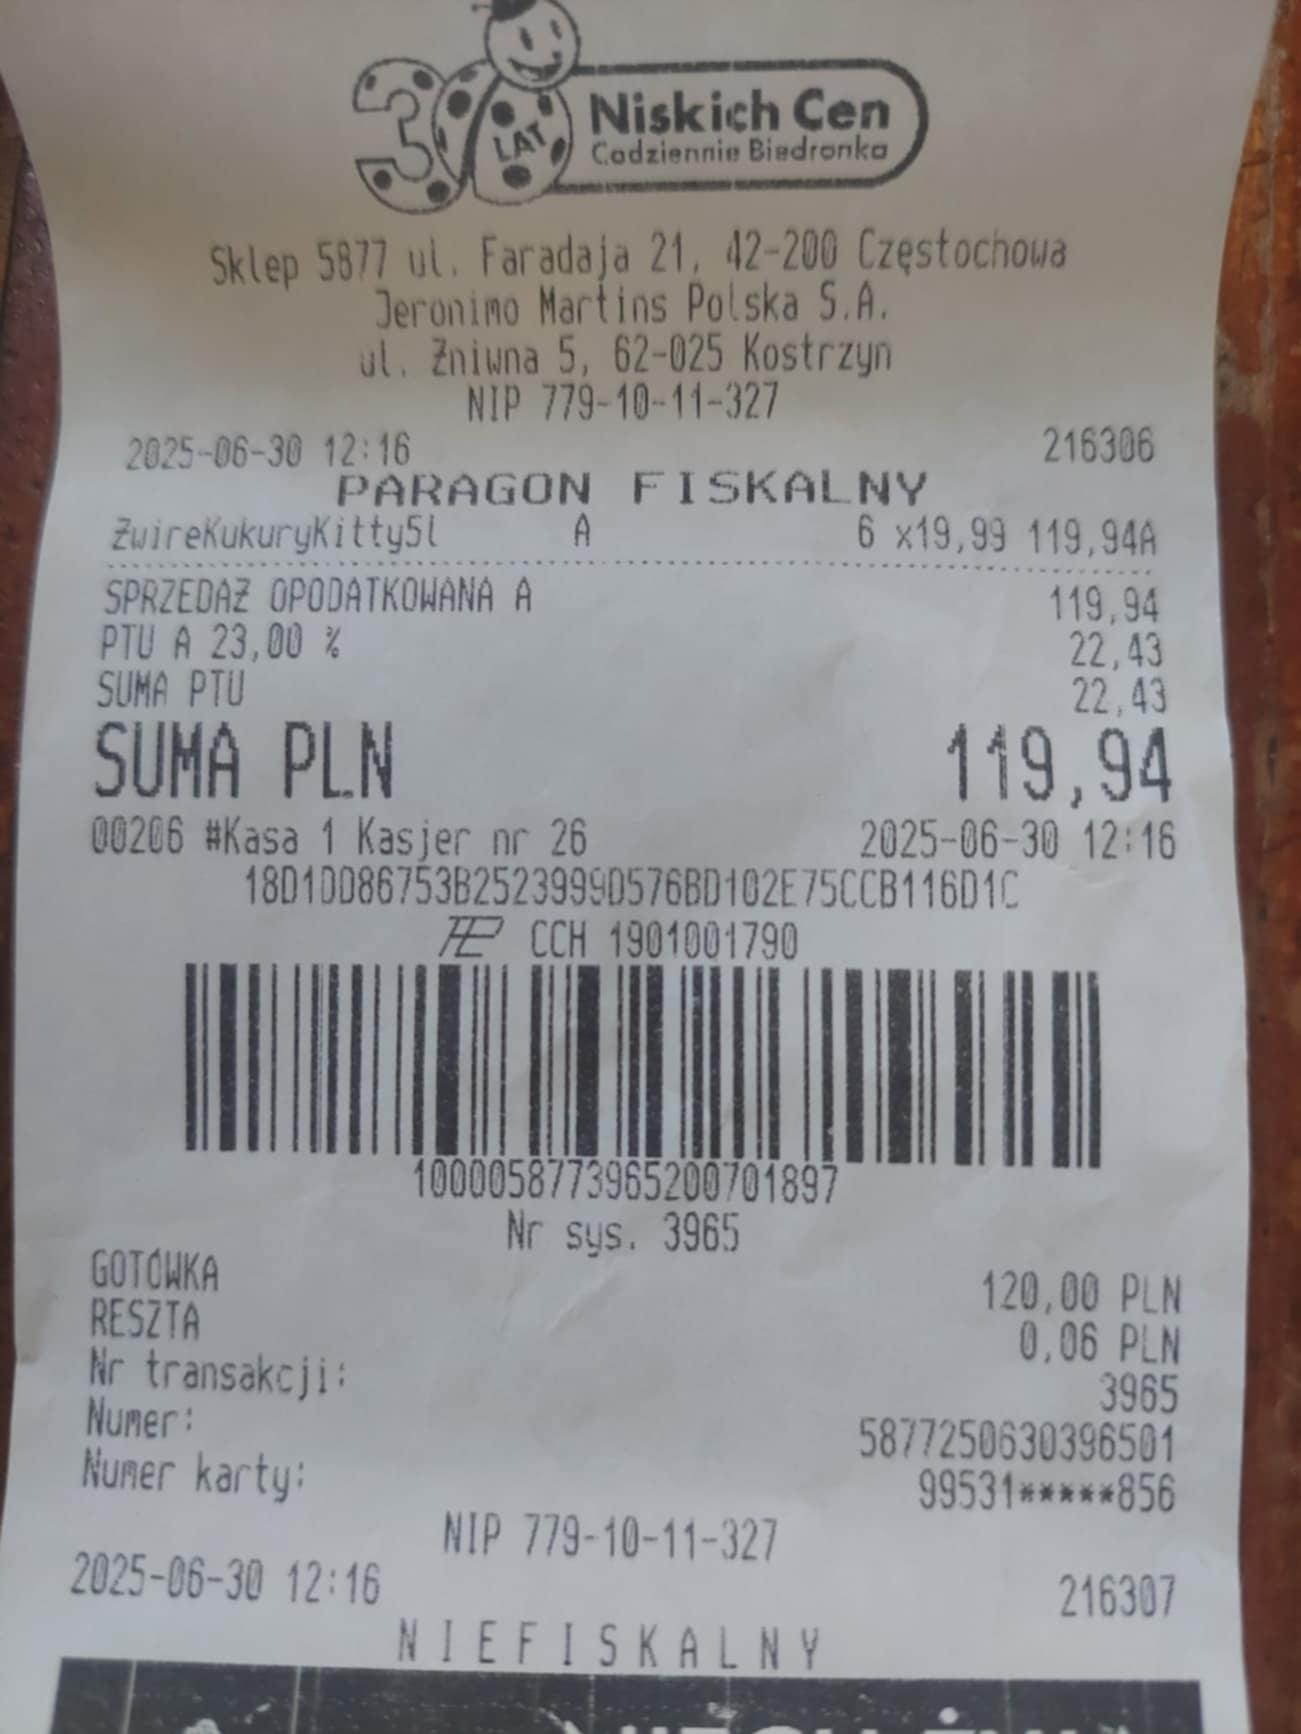 30 LAT
Niskich Cen
Codziennie Biedronka
Sklep 5877 ul. Faradaja 21, 42-200 Częstochowa
Jeronimo Martins Polska S.A.
ul. Żniwna 5, 62-025 Kostrzyn
NIP 779-10-11-327
2025-06-30 12:16 216306
PARAGON FISKALNY
ŻwireKukuryKitty5l A 6 x19,99 119,94A
SPRZEDAŻ OPODATKOWANA A 119,94
PTU A 23,00 % 22,43
SUMA PTU 22,43
SUMA PLN 119,94
00206 #Kasa 1 Kasjer nr 26 2025-06-30 12:16
18D1DD86753B2523999D576BD102E75CCB116D1C
CCH 1901001790
1000058773965200701897
Nr sys. 3965
GOTÓWKA 120,00 PLN
RESZTA 0,06 PLN
Nr transakcji: 3965
Numer: 5877250630396501
Numer karty: 99531*****856
NIP 779-10-11-327
2025-06-30 12:16 216307
NIEFISKALNY